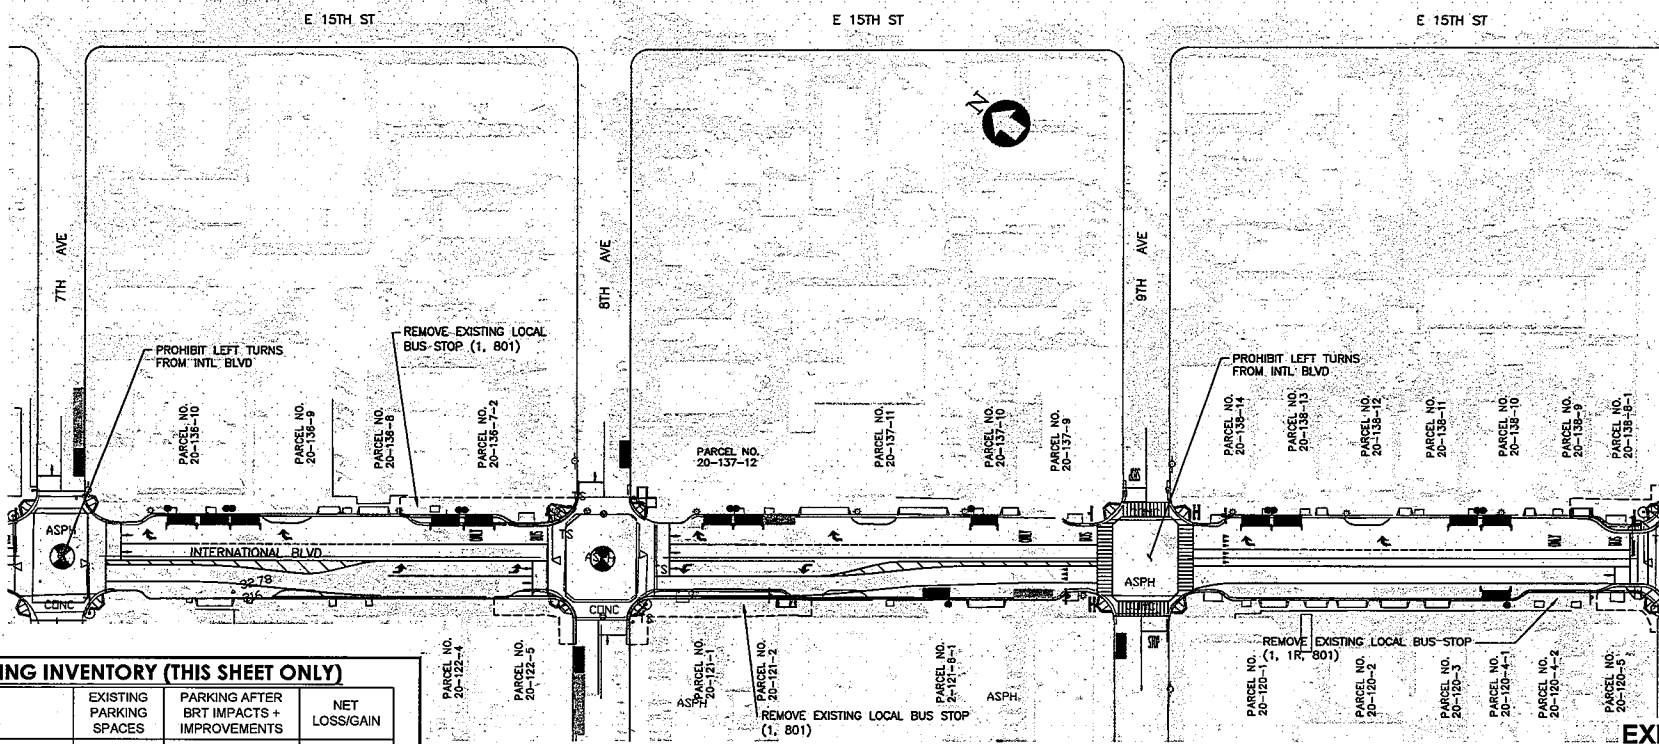 E 15TH ST
E 15TH ST
E 15TH ST
N
7TH AVE
8TH AVE
9TH AVE
REMOVE EXISTING LOCAL
BUS STOP (1, 801)
PROHIBIT LEFT TURNS
FROM INTL BLVD
PROHIBIT LEFT TURNS
FROM INTL BLVD
PARCEL NO.
20-136-10
PARCEL NO.
20-136-9
PARCEL NO.
20-136-8
PARCEL NO.
20-136-7-2
PARCEL NO.
20-137-12
PARCEL NO.
20-137-11
PARCEL NO.
20-137-10
PARCEL NO.
20-137-9
PARCEL NO.
20-138-14
PARCEL NO.
20-138-13
PARCEL NO.
20-138-12
PARCEL NO.
20-138-11
PARCEL NO.
20-138-10
PARCEL NO.
20-138-9
PARCEL NO.
20-138-8-1
TS
ASPH
INTERNATIONAL BLVD
ONLY
BUS
TS
ONLY
BUS
ASPH
ONLY
BUS
TS
CONC
CONC
TS
REMOVE EXISTING LOCAL BUS STOP
(1, 1R, 801)
PARCEL NO.
20-122-4
PARCEL NO.
20-122-5
PARCEL NO.
20-121-1
PARCEL NO.
20-121-2
PARCEL NO.
2-121-8-1
PARCEL NO.
20-120-1
PARCEL NO.
20-120-2
PARCEL NO.
20-120-3
PARCEL NO.
20-120-4-1
PARCEL NO.
20-120-4-2
PARCEL NO.
20-120-5
ASPH
ASPH
REMOVE EXISTING LOCAL BUS STOP
(1, 801)
ING INVENTORY (THIS SHEET ONLY)
EXISTING
PARKING
SPACES
PARKING AFTER
BRT IMPACTS +
IMPROVEMENTS
NET
LOSS/GAIN